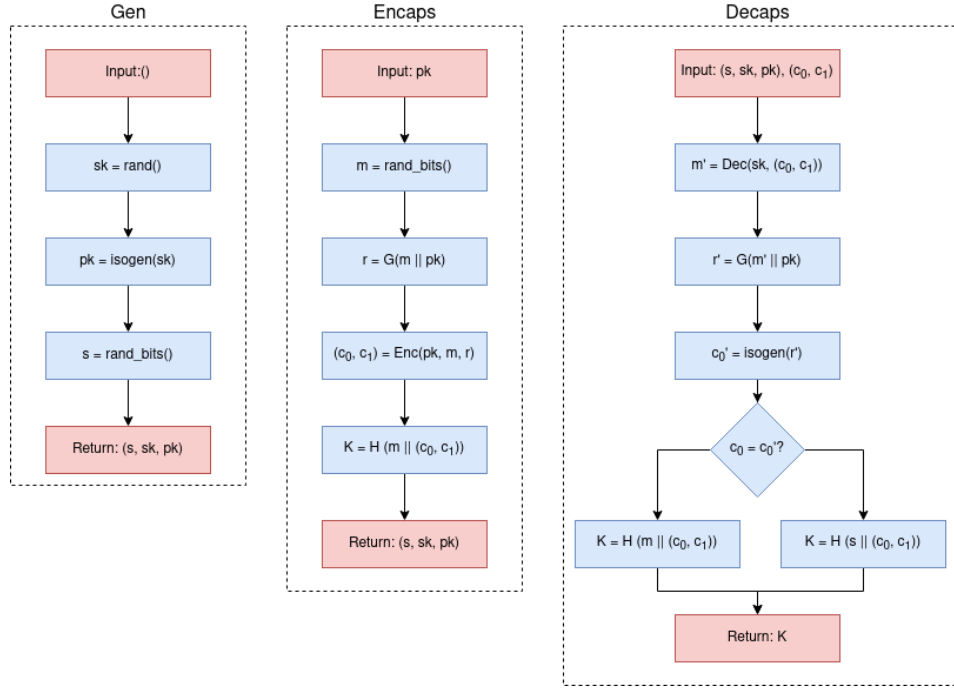 Gen
Input:()
sk = rand()
pk = isogen(sk)
s = rand_bits()
Return: (s, sk, pk)
Encaps
Input: pk
m = rand_bits()
r = G(m || pk)
(c₀, c₁) = Enc(pk, m, r)
K = H (m || (c₀, c₁))
Return: (s, sk, pk)
Decaps
Input: (s, sk, pk), (c₀, c₁)
m' = Dec(sk, (c₀, c₁))
r' = G(m' || pk)
c₀' = isogen(r')
c₀ = c₀'?
K = H (m || (c₀, c₁))
K = H (s || (c₀, c₁))
Return: K